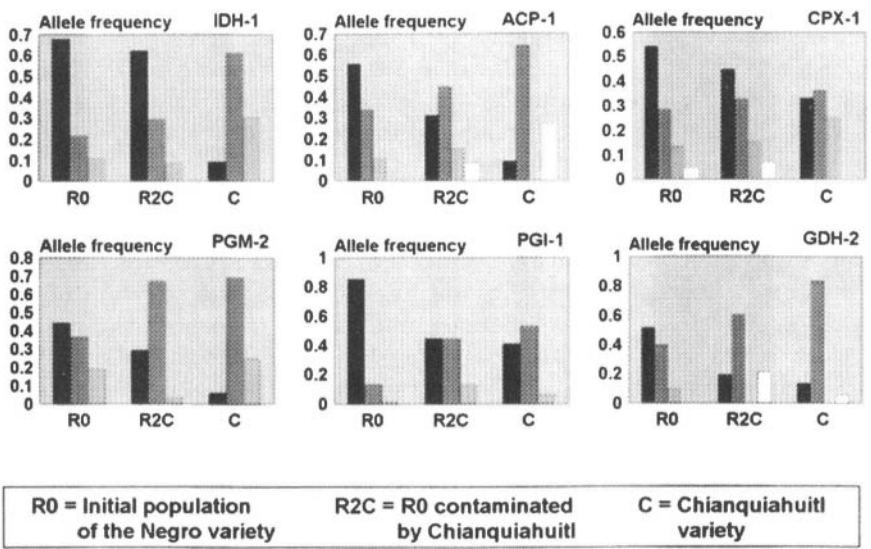 Allele frequency IDH-1
0.7
0.6
0.5
0.4
0.3
0.2
0.1
0
R0 R2C C
Allele frequency ACP-1
0.7
0.6
0.5
0.4
0.3
0.2
0.1
0
R0 R2C C
Allele frequency CPX-1
0.6
0.5
0.4
0.3
0.2
0.1
0
R0 R2C C
Allele frequency PGM-2
0.8
0.7
0.6
0.5
0.4
0.3
0.2
0.1
0
R0 R2C C
Allele frequency PGI-1
1
0.8
0.6
0.4
0.2
0
R0 R2C C
Allele frequency GDH-2
1
0.8
0.6
0.4
0.2
0
R0 R2C C
R0 = Initial population
of the Negro variety
R2C = R0 contaminated
by Chianquiahuitl
C = Chianquiahuitl
variety